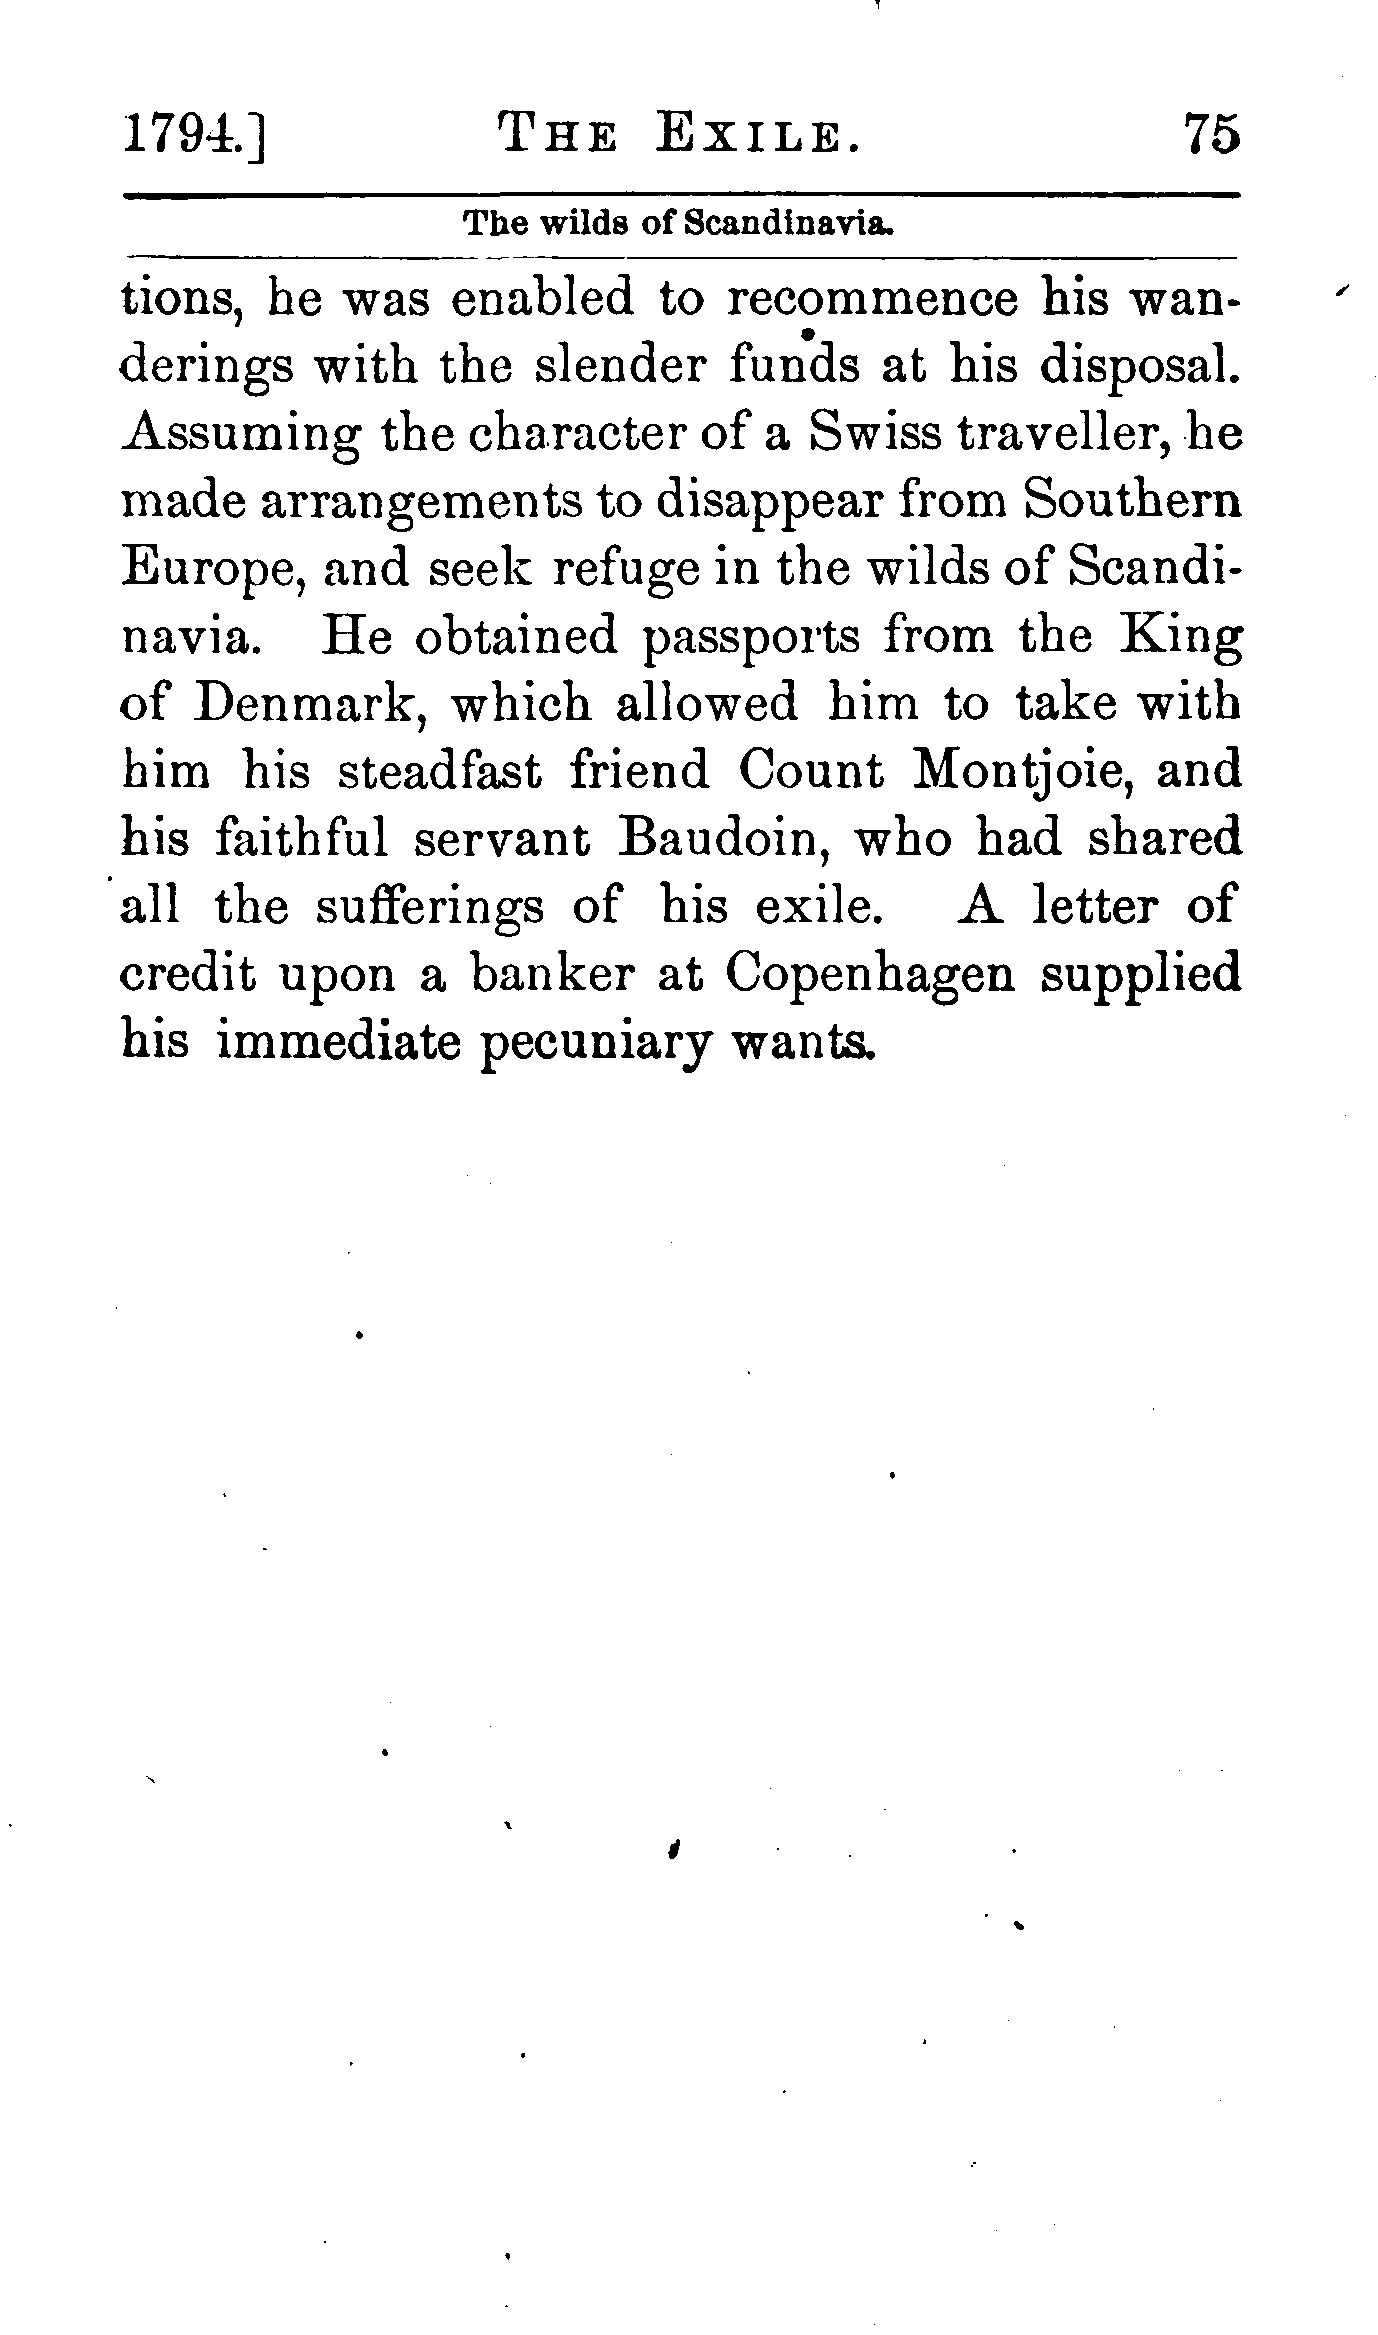 1794.] THE EXILE. 75
The wilds of Scandinavia.
tions, he was enabled to recommence his wan-
derings with the slender funds at his disposal.
Assuming the character of a Swiss traveller, he
made arrangements to disappear from Southern
Europe, and seek refuge in the wilds of Scandi-
navia. He obtained passports from the King
of Denmark, which allowed him to take with
him his steadfast friend Count Montjoie, and
his faithful servant Baudoin, who had shared
all the sufferings of his exile. A letter of
credit upon a banker at Copenhagen supplied
his immediate pecuniary wants.